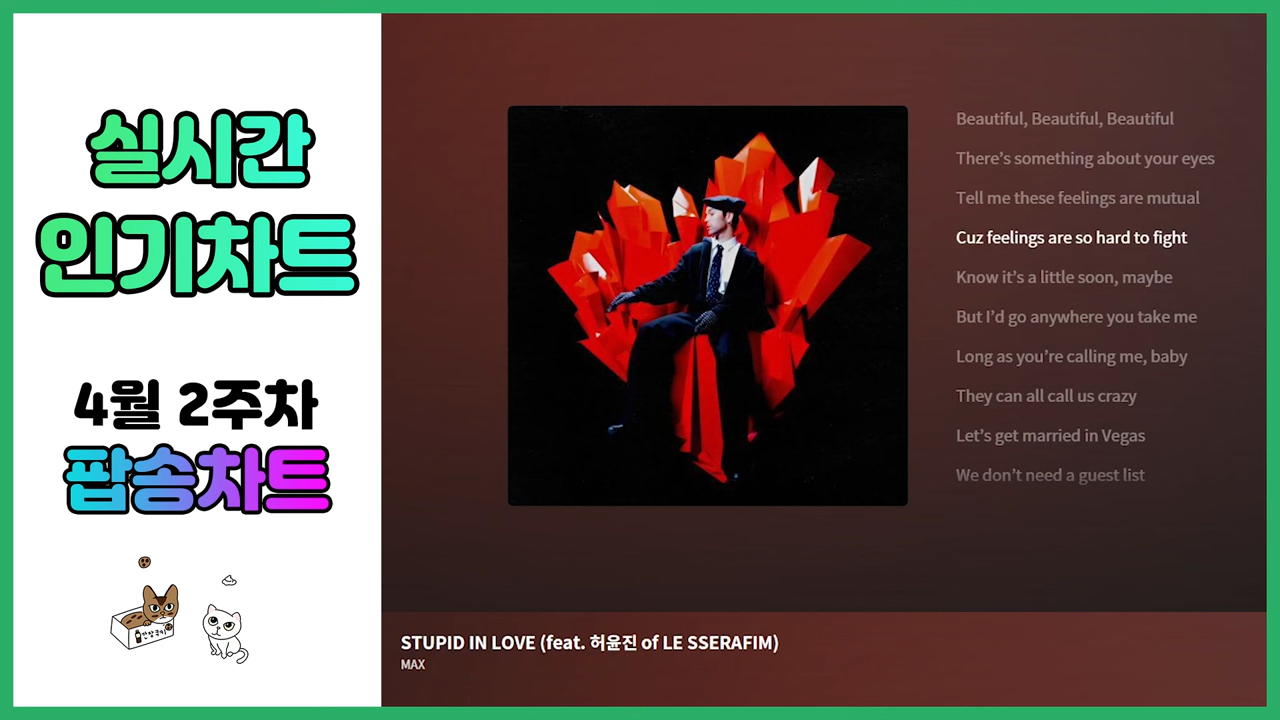 실시간
인기차트
4월 2주차
팝송차트
Beautiful, Beautiful, Beautiful
There’s something about your eyes
Tell me these feelings are mutual
Cuz feelings are so hard to fight
Know it’s a little soon, maybe
But I’d go anywhere you take me
Long as you’re calling me, baby
They can all call us crazy
Let’s get married in Vegas
We don’t need a guest list
STUPID IN LOVE (feat. 허윤진 of LE SSERAFIM)
MAX